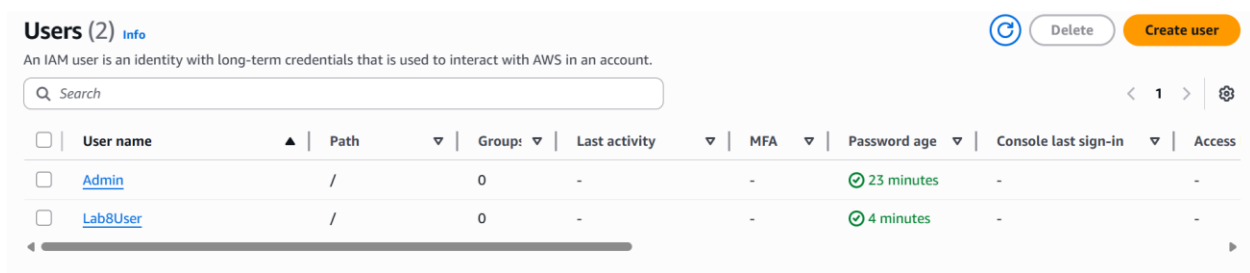 Users (2) Info
Delete
Create user
An IAM user is an identity with long-term credentials that is used to interact with AWS in an account.
Search
1
User name Path Groups Last activity MFA Password age Console last sign-in Access
Admin / 0 - - 23 minutes - -
Lab8User / 0 - - 4 minutes - -